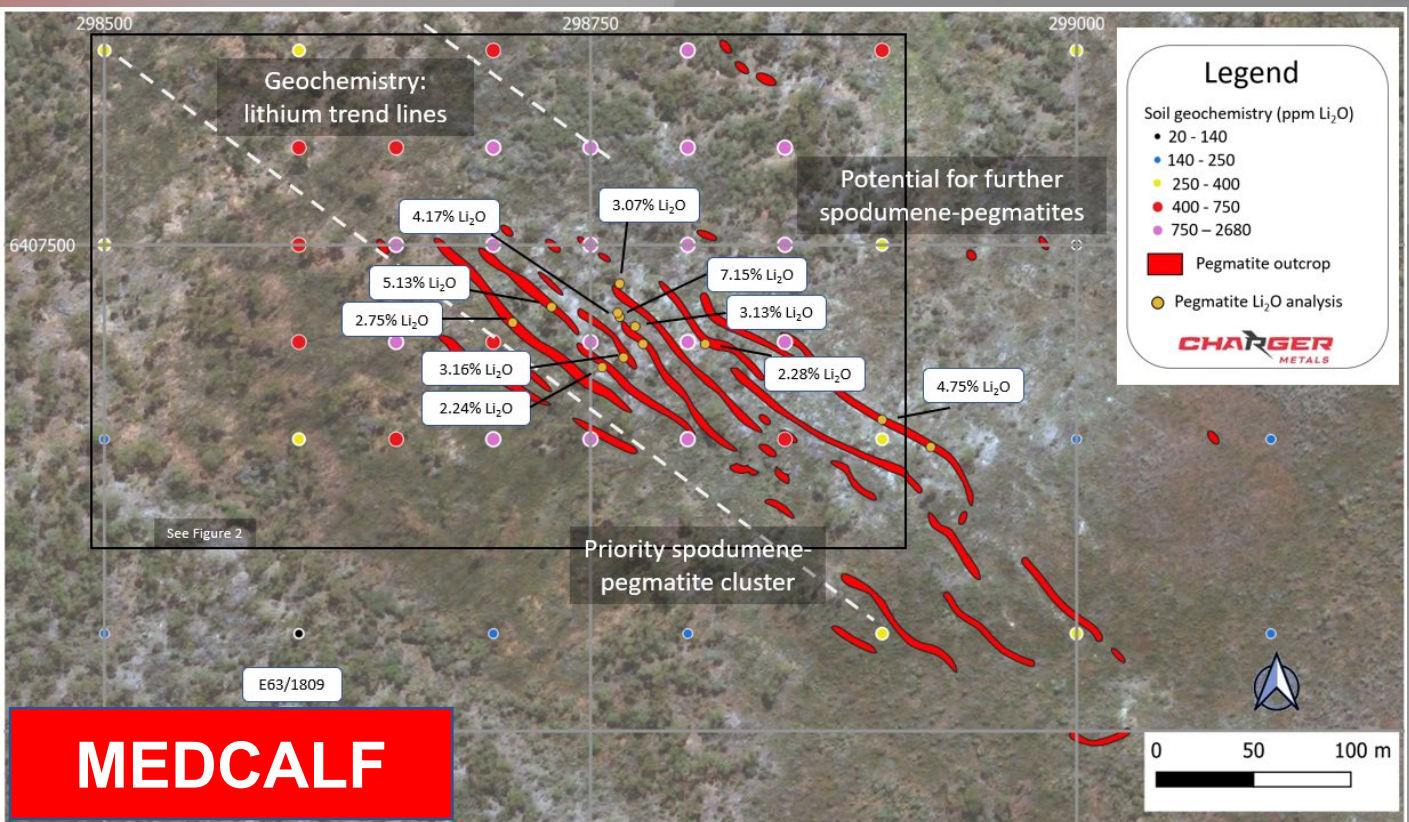 298500
298750
299000
Geochemistry:
lithium trend lines
Potential for further
spodumene-pegmatites
6407500
4.17% Li₂O
3.07% Li₂O
5.13% Li₂O
7.15% Li₂O
2.75% Li₂O
3.13% Li₂O
3.16% Li₂O
2.28% Li₂O
2.24% Li₂O
4.75% Li₂O
See Figure 2
Priority spodumene-
pegmatite cluster
E63/1809
MEDCALF
Legend
Soil geochemistry (ppm Li₂O)
20 - 140
140 - 250
250 - 400
400 - 750
750 – 2680
Pegmatite outcrop
Pegmatite Li₂O analysis
CHARGER
METALS
0 50 100 m